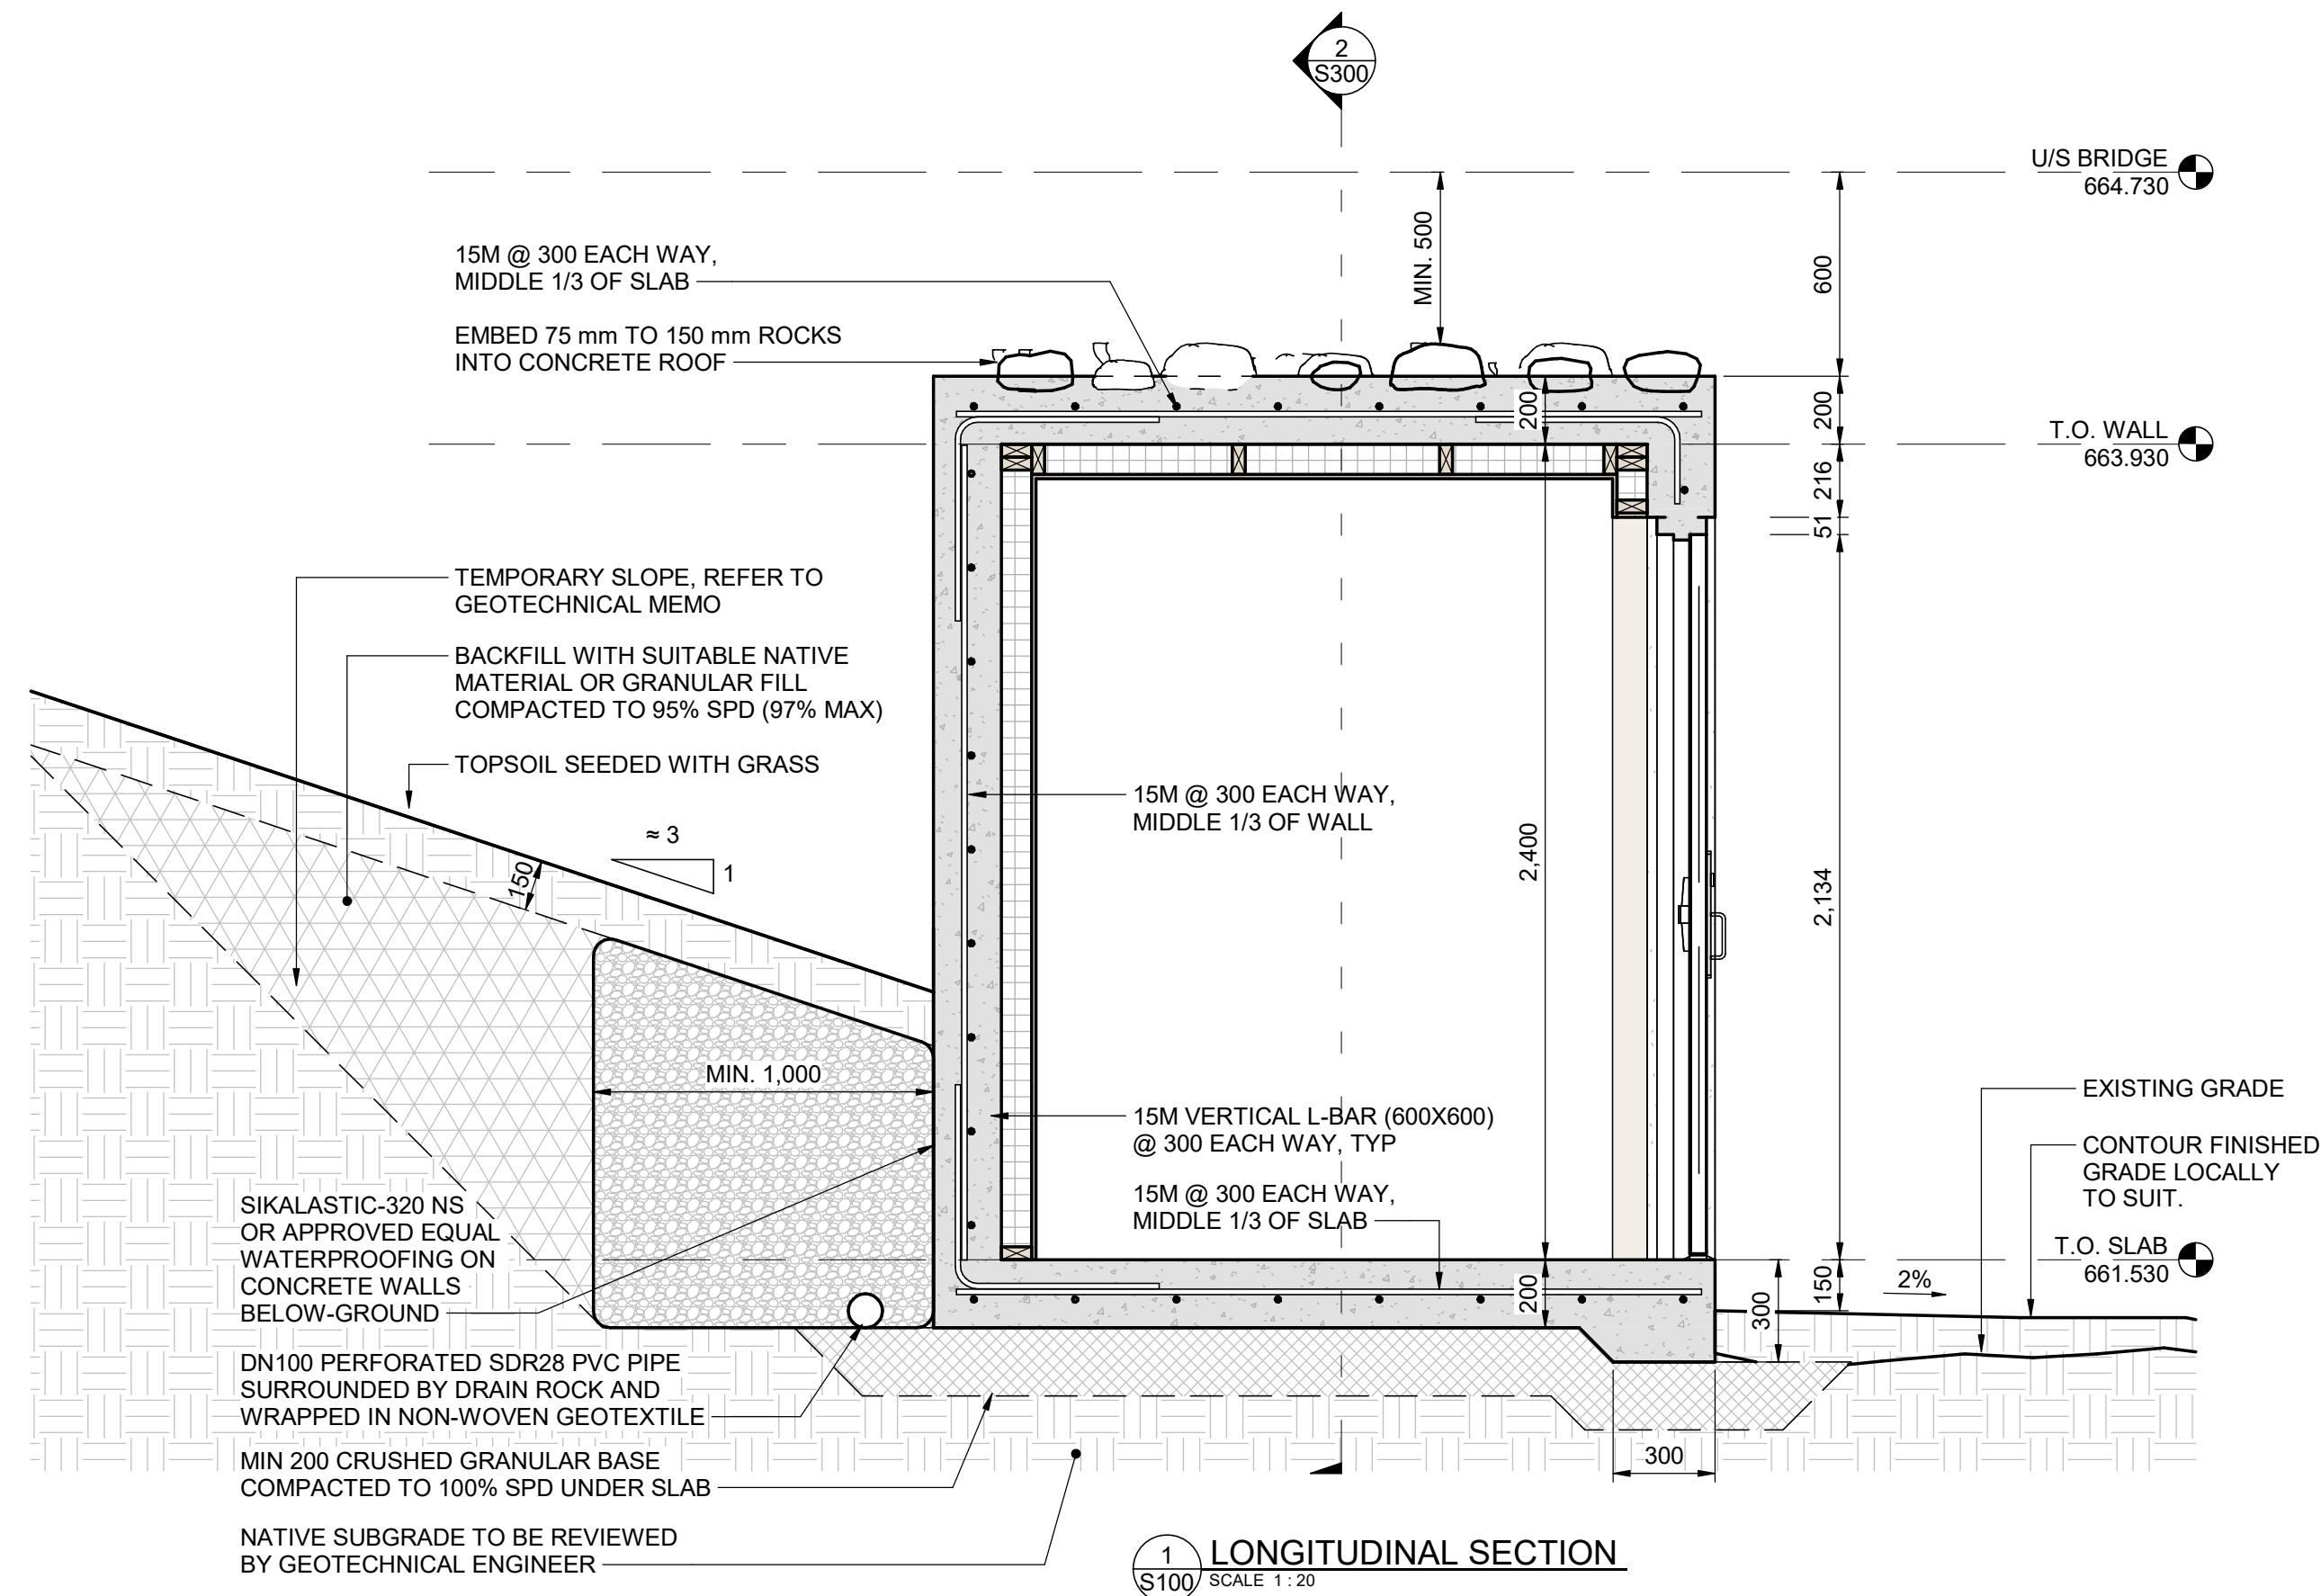 2
S300
U/S BRIDGE
664.730
MIN. 500
600
15M @ 300 EACH WAY,
MIDDLE 1/3 OF SLAB
EMBED 75 mm TO 150 mm ROCKS
INTO CONCRETE ROOF
200
200
T.O. WALL
663.930
216
51
TEMPORARY SLOPE, REFER TO
GEOTECHNICAL MEMO
BACKFILL WITH SUITABLE NATIVE
MATERIAL OR GRANULAR FILL
COMPACTED TO 95% SPD (97% MAX)
TOPSOIL SEEDED WITH GRASS
≈ 3
1
150
15M @ 300 EACH WAY,
MIDDLE 1/3 OF WALL
2,400
2,134
MIN. 1,000
15M VERTICAL L-BAR (600X600)
@ 300 EACH WAY, TYP
15M @ 300 EACH WAY,
MIDDLE 1/3 OF SLAB
EXISTING GRADE
CONTOUR FINISHED
GRADE LOCALLY
TO SUIT.
T.O. SLAB
661.530
SIKALASTIC-320 NS
OR APPROVED EQUAL
WATERPROOFING ON
CONCRETE WALLS
BELOW-GROUND
200
300
150
2%
DN100 PERFORATED SDR28 PVC PIPE
SURROUNDED BY DRAIN ROCK AND
WRAPPED IN NON-WOVEN GEOTEXTILE
MIN 200 CRUSHED GRANULAR BASE
COMPACTED TO 100% SPD UNDER SLAB
300
NATIVE SUBGRADE TO BE REVIEWED
BY GEOTECHNICAL ENGINEER
1
S100
LONGITUDINAL SECTION
SCALE 1 : 20